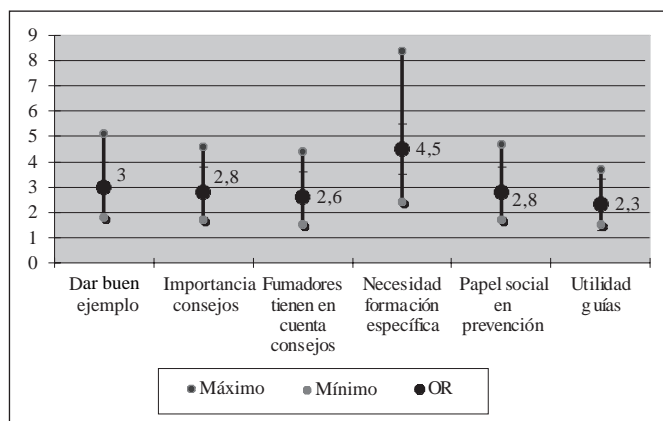 9
8
7
6
5
4
3
2
1
0
3
2,8
2,6
4,5
2,8
2,3
Dar buen
ejemplo
Importancia
consejos
Fumadores
tienen en
cuenta
consejos
Necesidad
formación
específica
Papel social
en
prevención
Utilidad
guías
Máximo Mínimo OR